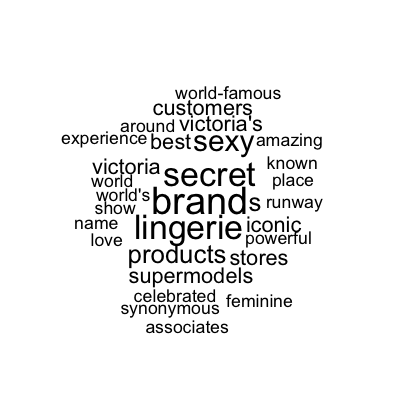 world-famous
customers
around victoria's
experience best sexy amazing
victoria secret known
world place
world's brands runway
show
name lingerie iconic
love powerful
products stores
supermodels
celebrated feminine
synonymous
associates